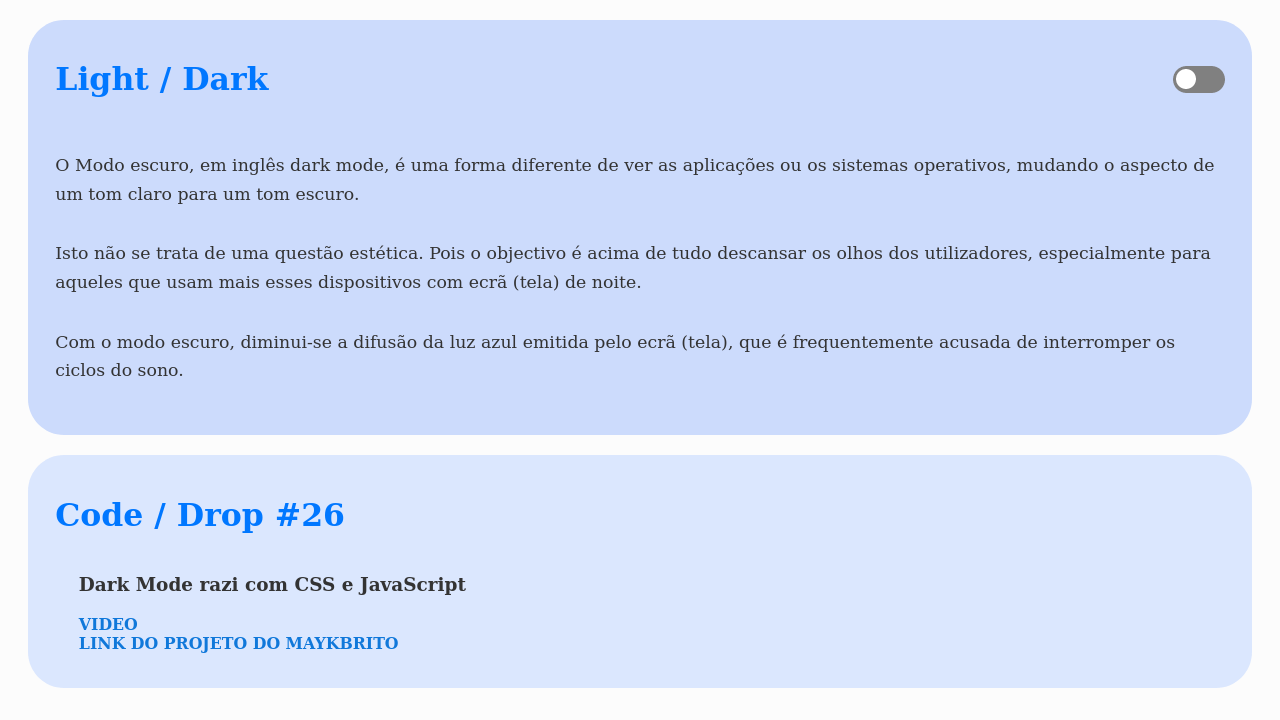 Light / Dark
O Modo escuro, em inglês dark mode, é uma forma diferente de ver as aplicações ou os sistemas operativos, mudando o aspecto de
um tom claro para um tom escuro.
Isto não se trata de uma questão estética. Pois o objectivo é acima de tudo descansar os olhos dos utilizadores, especialmente para
aqueles que usam mais esses dispositivos com ecrã (tela) de noite.
Com o modo escuro, diminui-se a difusão da luz azul emitida pelo ecrã (tela), que é frequentemente acusada de interromper os
ciclos do sono.
Code / Drop #26
Dark Mode razi com CSS e JavaScript
VIDEO
LINK DO PROJETO DO MAYKBRITO